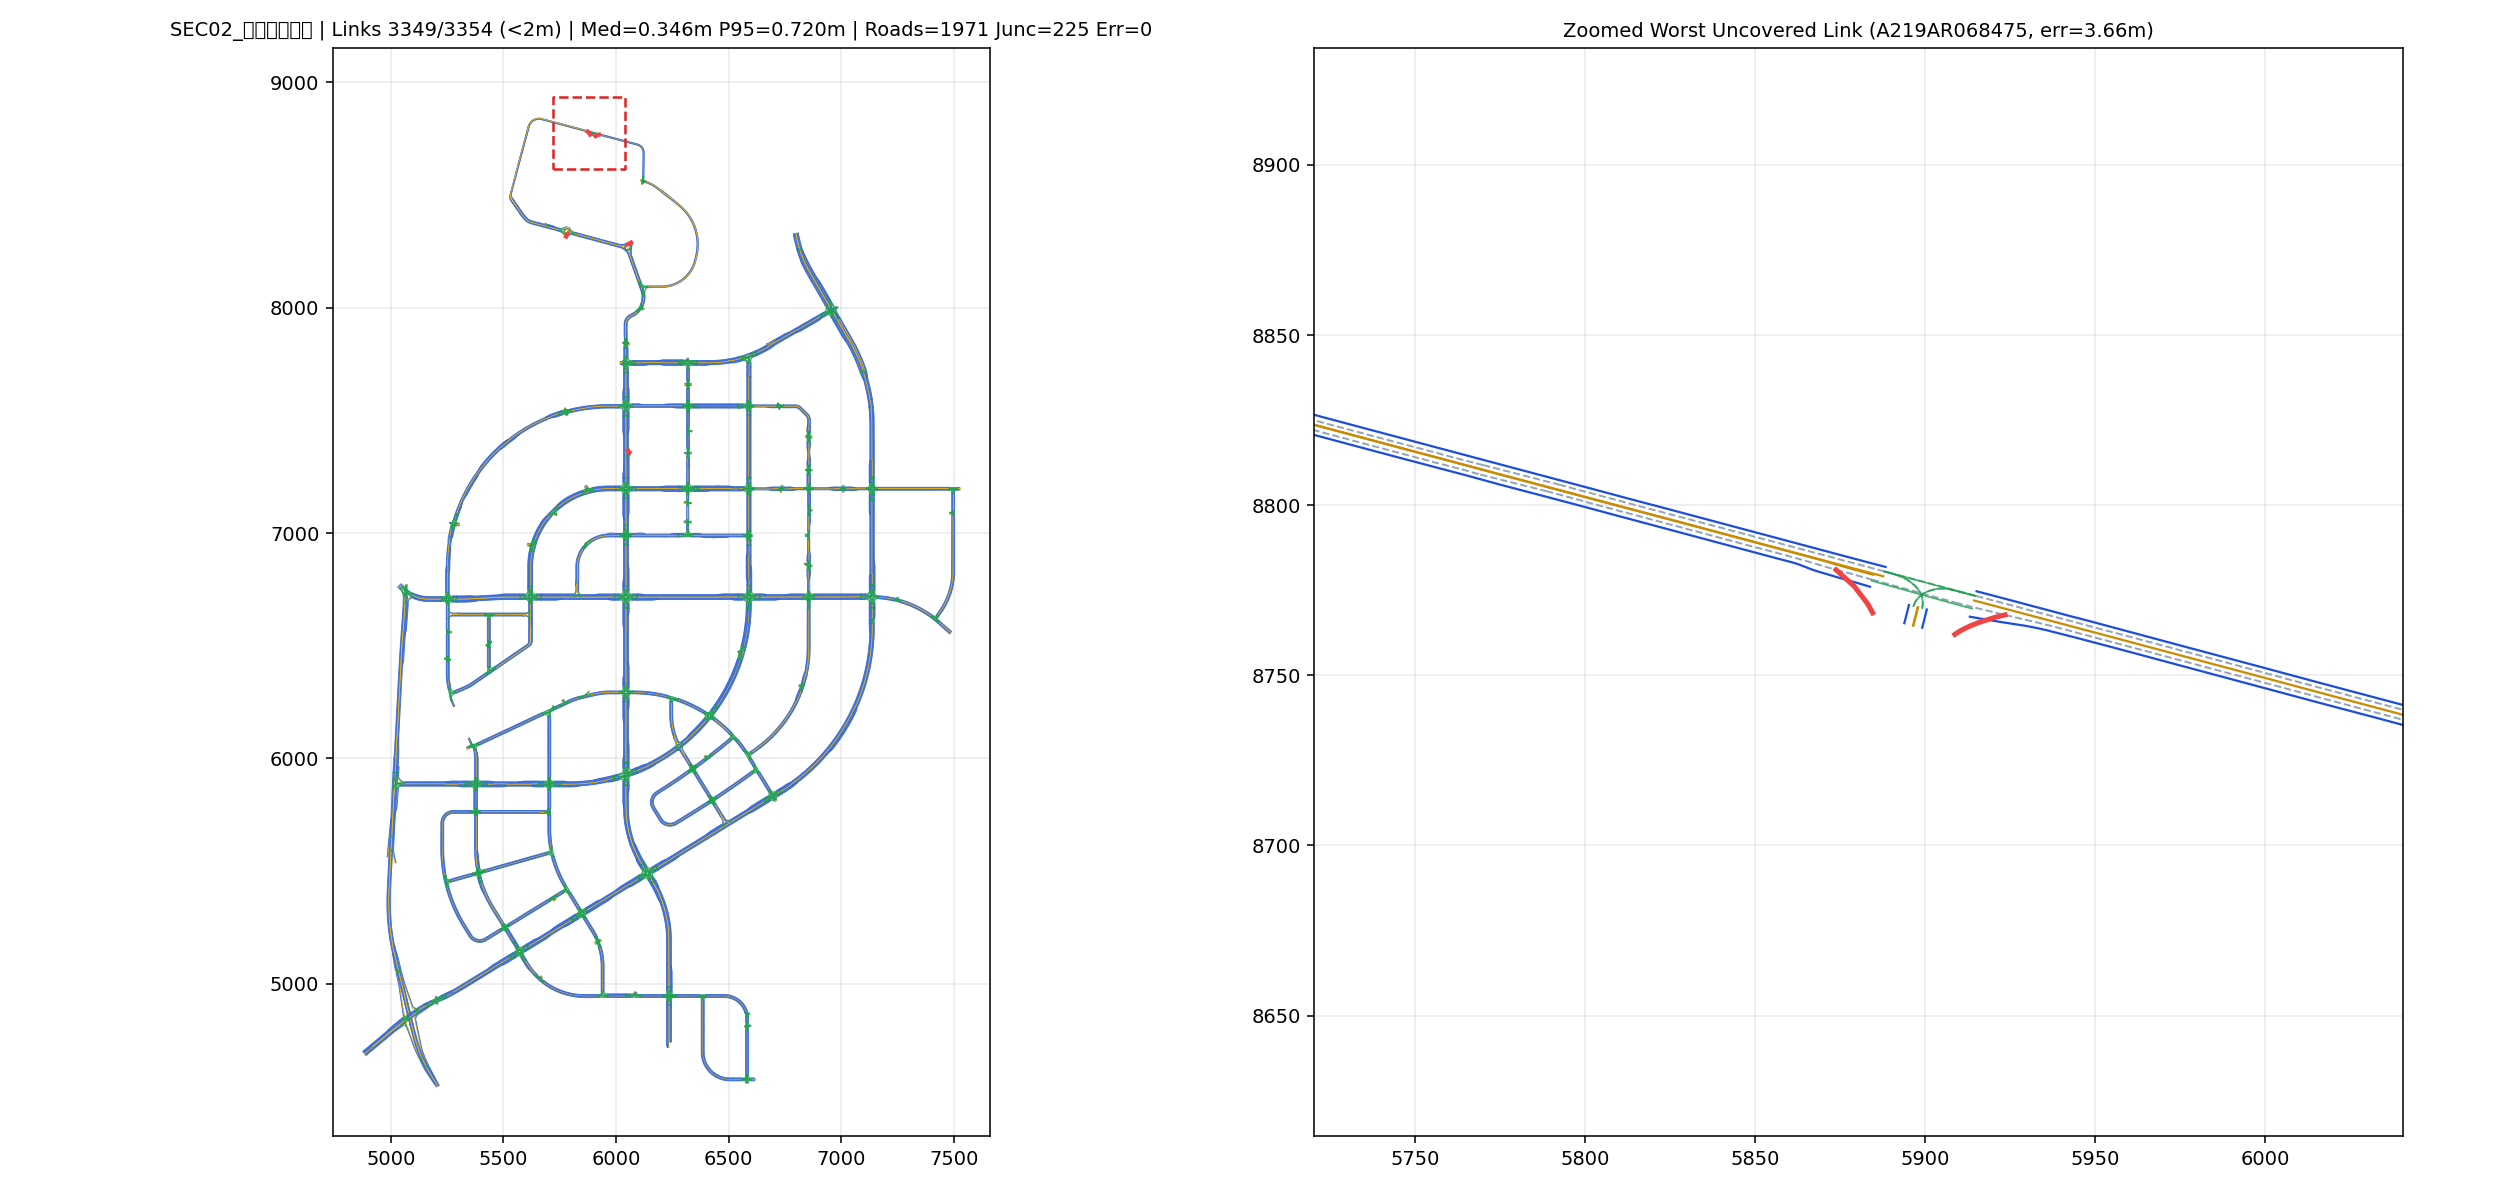 SEC02_□□□□□□ | Links 3349/3354 (<2m) | Med=0.346m P95=0.720m | Roads=1971 Junc=225 Err=0
9000
8000
7000
6000
5000
5000 5500 6000 6500 7000 7500
Zoomed Worst Uncovered Link (A219AR068475, err=3.66m)
8900
8850
8800
8750
8700
8650
5750 5800 5850 5900 5950 6000